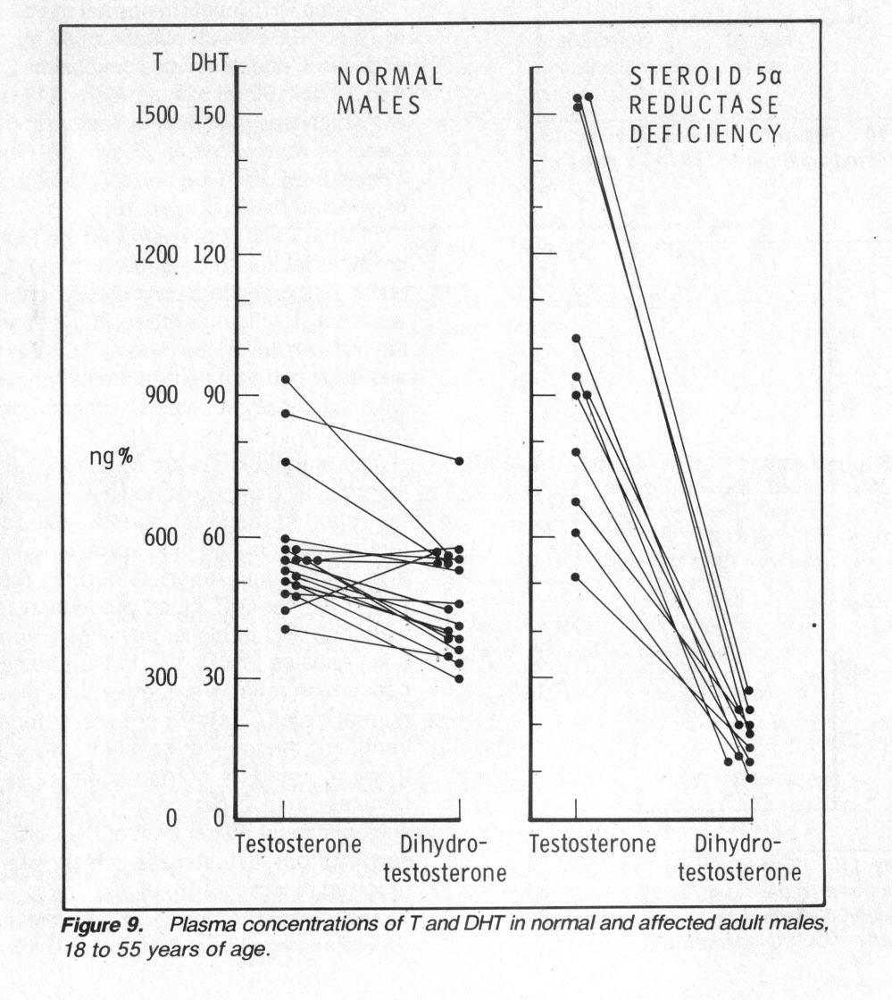 T DHT
NORMAL
MALES
STEROID 5α
REDUCTASE
DEFICIENCY
1500 150
1200 120
900 90
ng%
600 60
300 30
0 0
Testosterone Dihydro-
testosterone
Testosterone Dihydro-
testosterone
Figure 9. Plasma concentrations of T and DHT in normal and affected adult males,
18 to 55 years of age.